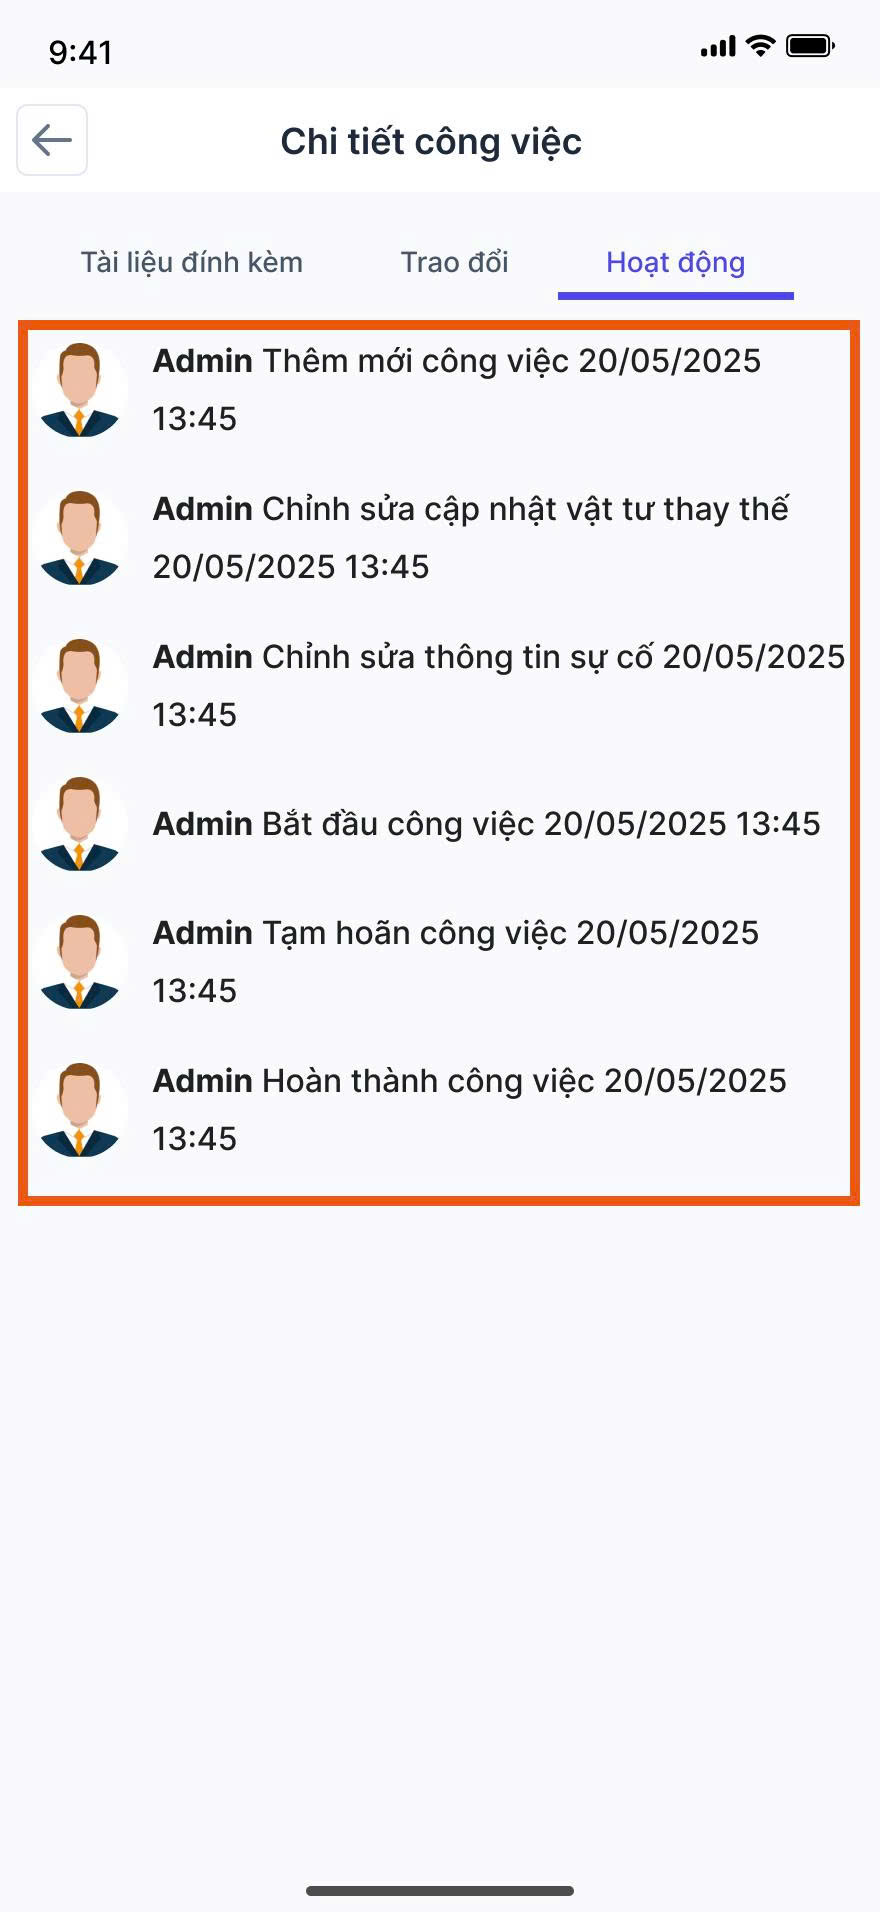 9:41
Chi tiết công việc
Tài liệu đính kèm Trao đổi Hoạt động
Admin Thêm mới công việc 20/05/2025
13:45
Admin Chỉnh sửa cập nhật vật tư thay thế
20/05/2025 13:45
Admin Chỉnh sửa thông tin sự cố 20/05/2025
13:45
Admin Bắt đầu công việc 20/05/2025 13:45
Admin Tạm hoãn công việc 20/05/2025
13:45
Admin Hoàn thành công việc 20/05/2025
13:45